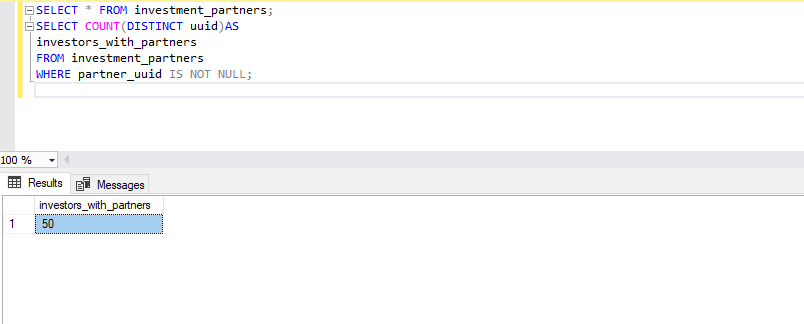 SELECT * FROM investment_partners;
SELECT COUNT(DISTINCT uuid)AS
investors_with_partners
FROM investment_partners
WHERE partner_uuid IS NOT NULL;
100 %
Results Messages
investors_with_partners
1 50